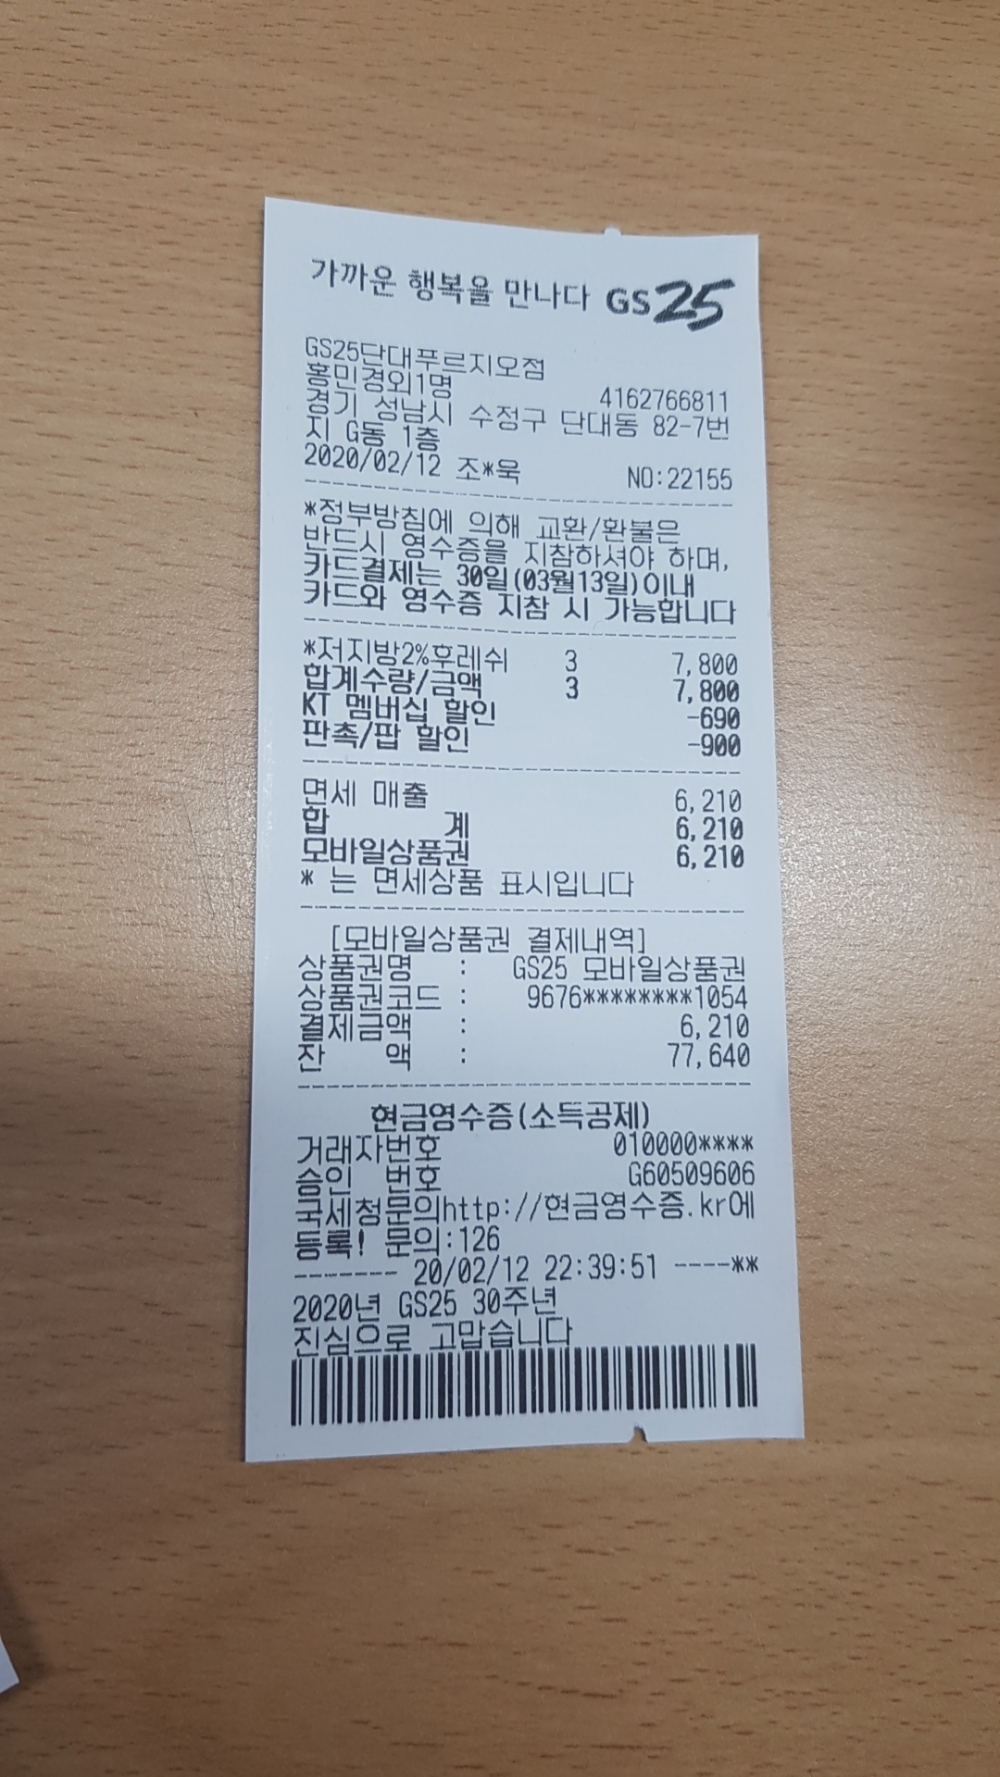 가까운 행복을 만나다 GS25
GS25단대푸르지오점
홍민경외1명 4162766811
경기 성남시 수정구 단대동 82-7번
지 G동 1층
2020/02/12 조*욱 NO:22155
*정부방침에 의해 교환/환불은
반드시 영수증을 지참하셔야 하며,
카드결제는 30일(03월13일)이내
카드와 영수증 지참 시 가능합니다
*저지방2%후레쉬 3 7,800
합계수량/금액 3 7,800
KT 멤버십 할인 -690
판촉/팝 할인 -900
면세 매출 6,210
합 계 6,210
모바일상품권 6,210
* 는 면세상품 표시입니다
[모바일상품권 결제내역]
상품권명 : GS25 모바일상품권
상품권코드 : 9676********1054
결제금액 : 6,210
잔 액 : 77,640
현금영수증(소득공제)
거래자번호 010000****
승인 번호 G60509606
국세청문의http://현금영수증.kr에
등록! 문의:126
------- 20/02/12 22:39:51 ----**
2020년 GS25 30주년
진심으로 고맙습니다